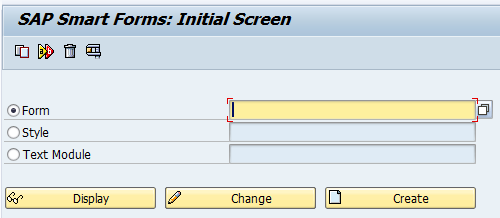 SAP Smart Forms: Initial Screen
Form
Style
Text Module
Display Change Create